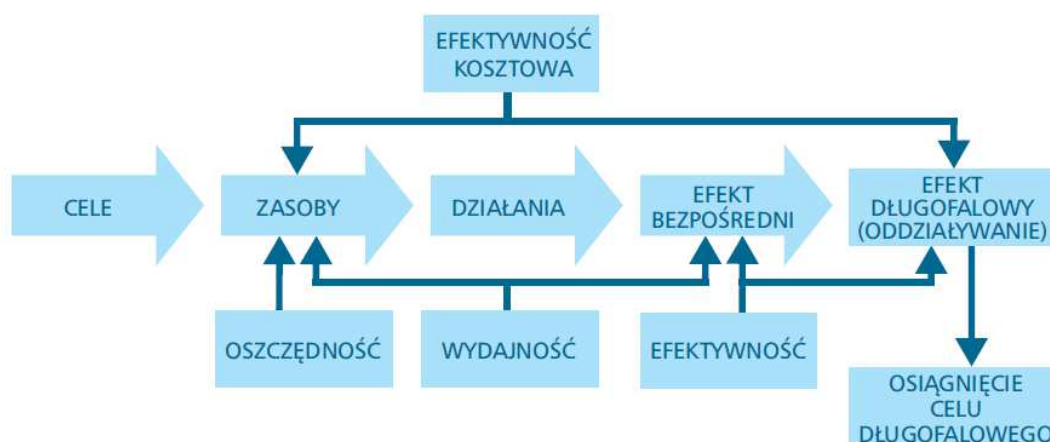 EFEKTYWNOŚĆ
KOSZTOWA
CELE
ZASOBY
DZIAŁANIA
EFEKT
BEZPOŚREDNI
EFEKT
DŁUGOFALOWY
(ODDZIAŁYWANIE)
OSZCZĘDNOŚĆ
WYDAJNOŚĆ
EFEKTYWNOŚĆ
OSIĄGNIĘCIE
CELU
DŁUGOFALOWEGO